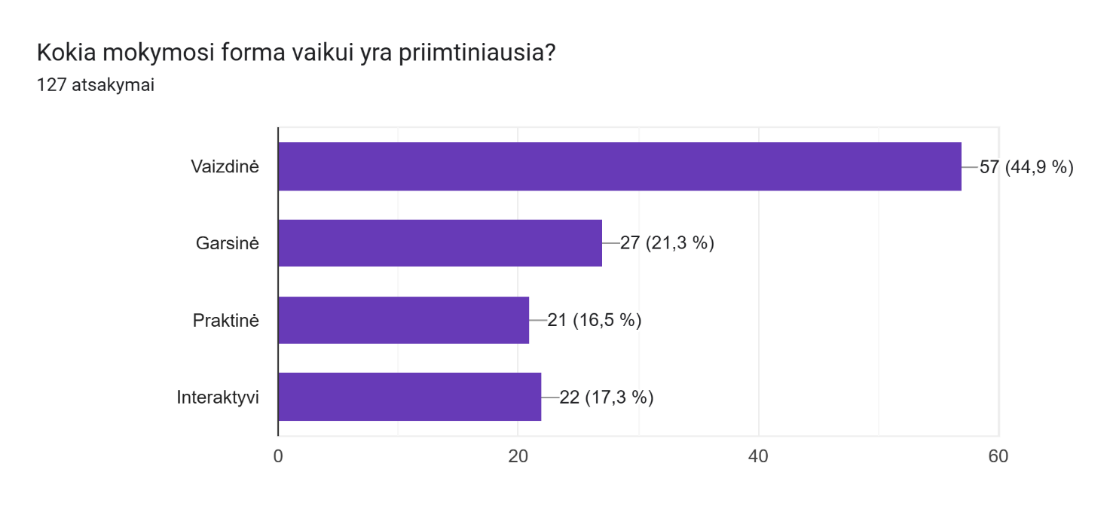 Kokia mokymosi forma vaikui yra priimtiniausia?
127 atsakymai
Vaizdinė 57 (44,9 %)
Garsinė 27 (21,3 %)
Praktinė 21 (16,5 %)
Interaktyvi 22 (17,3 %)
0 20 40 60